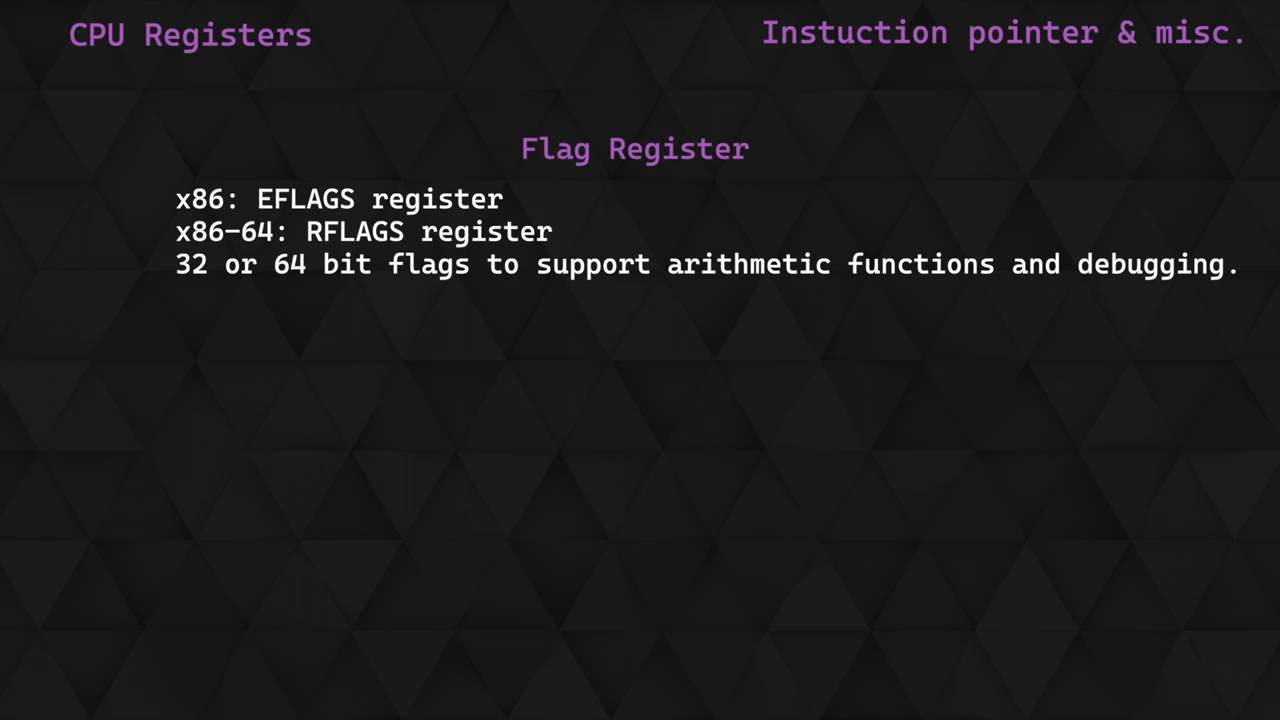 CPU Registers
Instuction pointer & misc.
Flag Register
x86: EFLAGS register
x86-64: RFLAGS register
32 or 64 bit flags to support arithmetic functions and debugging.